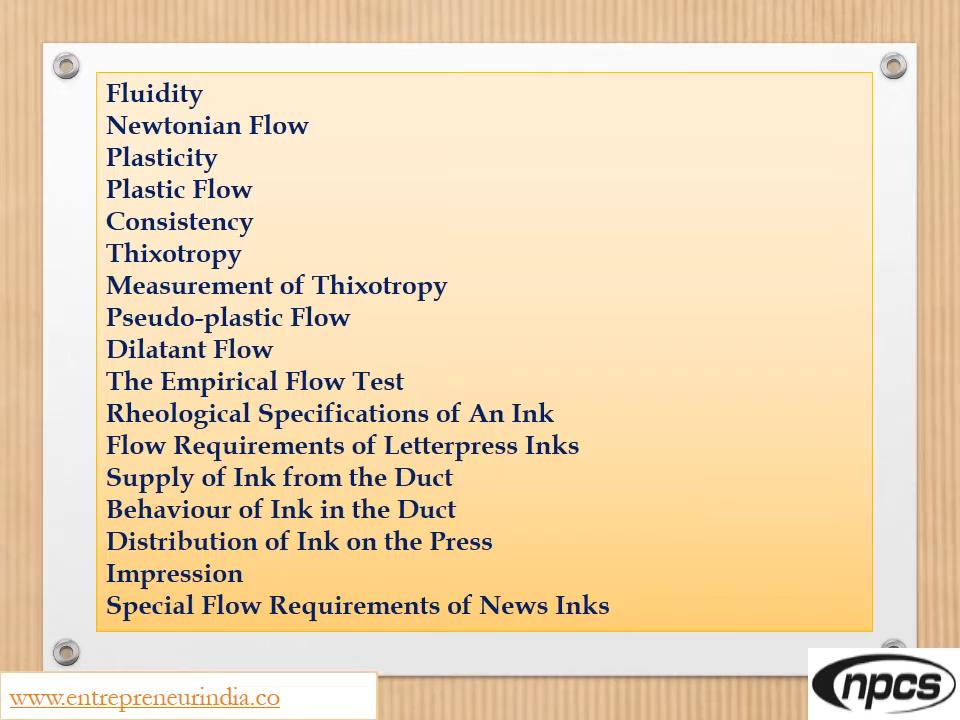 Fluidity
Newtonian Flow
Plasticity
Plastic Flow
Consistency
Thixotropy
Measurement of Thixotropy
Pseudo-plastic Flow
Dilatant Flow
The Empirical Flow Test
Rheological Specifications of An Ink
Flow Requirements of Letterpress Inks
Supply of Ink from the Duct
Behaviour of Ink in the Duct
Distribution of Ink on the Press
Impression
Special Flow Requirements of News Inks
www.entrepreneurindia.co
npcs